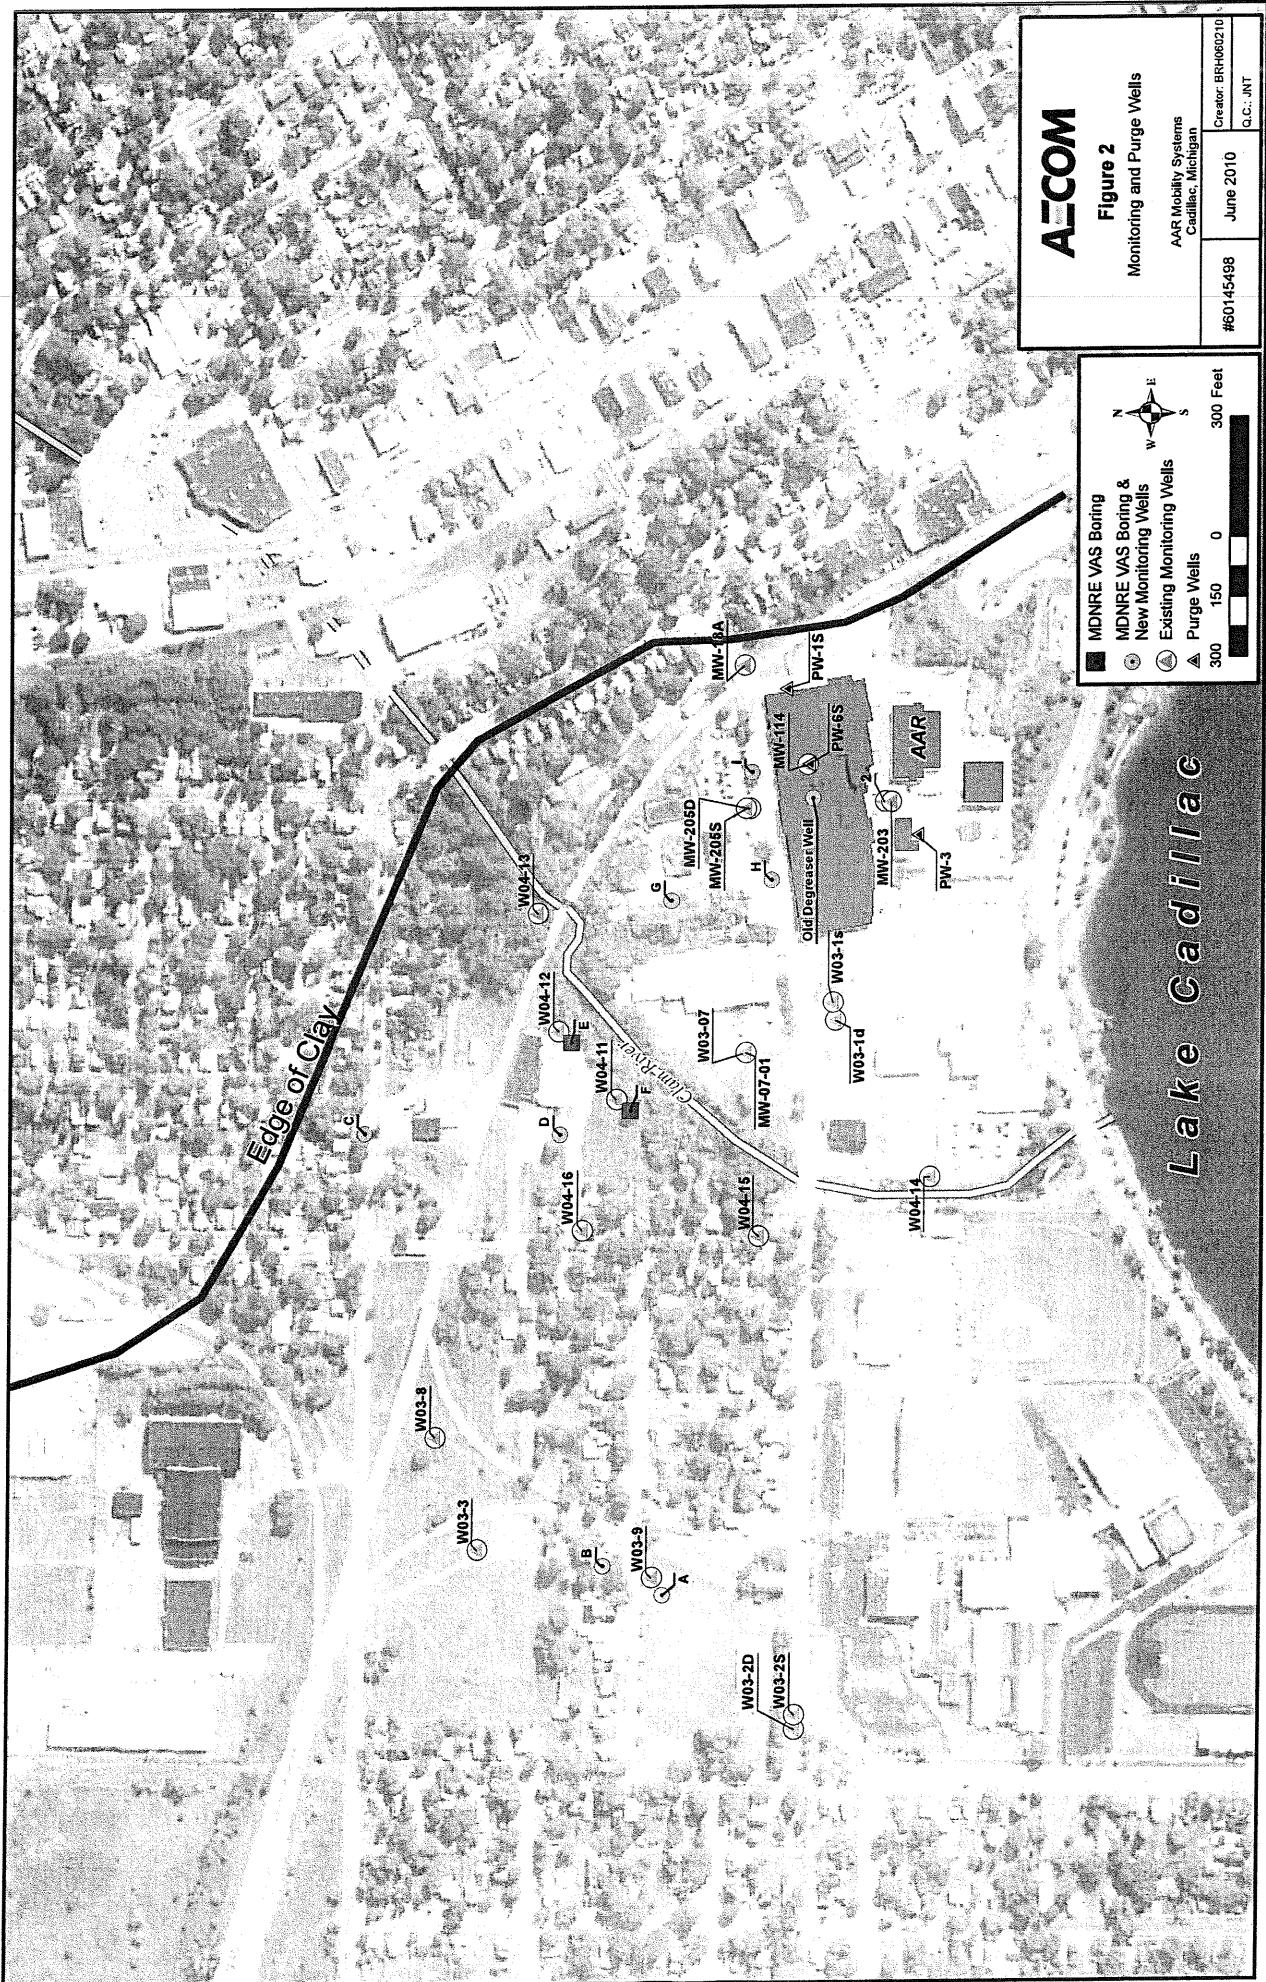 Edge of Clay
C
W03-8
W03-3
B
W03-9
A
W03-2D
W03-2S
D
W04-16
W04-11
F
W04-12
E
W04-13
Clam River
W04-15
W04-14
W03-07
MW-07-01
W03-1s
W03-1d
G
H
I
MW-205D
MW-205S
Old Degreaser Well
MW-114
PW-6S
PW-1S
MW-203
2
PW-3
AAR
Lake Cadillac
AECOM
Figure 2
Monitoring and Purge Wells
AAR Mobility Systems
Cadillac, Michigan
#60145498
June 2010
Creator: BRH060210
Q.C.: JNT
MDNRE VAS Boring
MDNRE VAS Boring &
New Monitoring Wells
Existing Monitoring Wells
Purge Wells
N
W
E
S
300 150 0 300 Feet